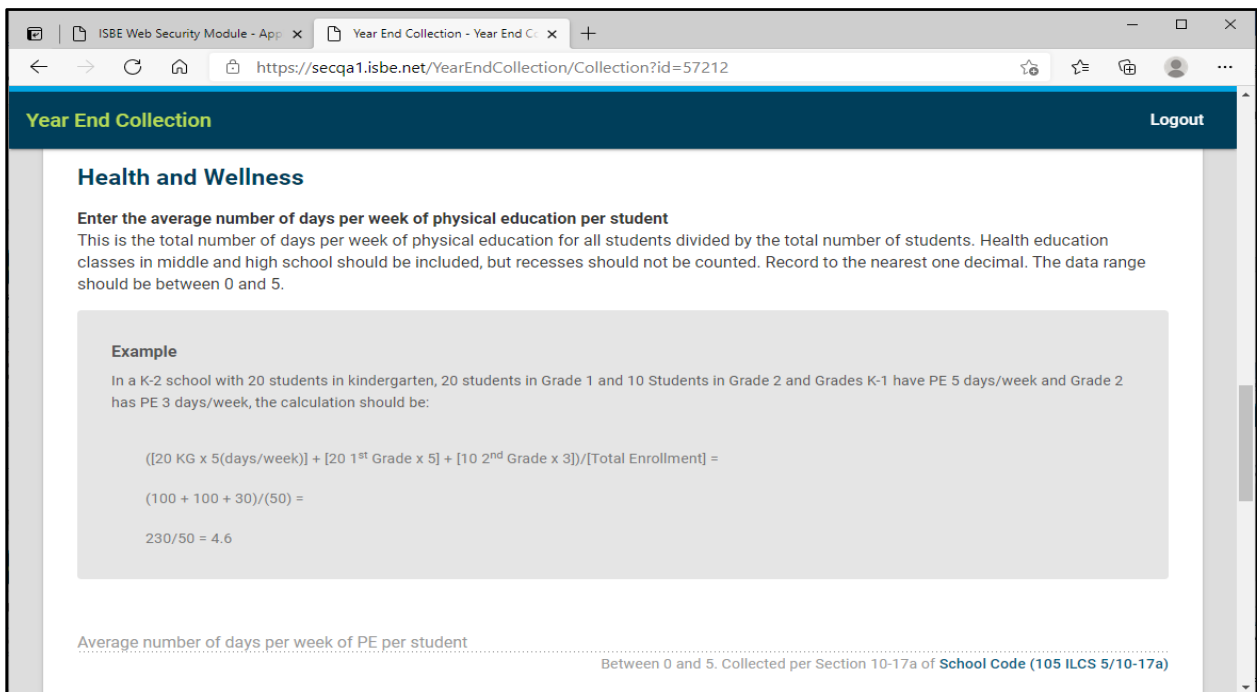 ISBE Web Security Module - App
Year End Collection - Year End Co
https://secqa1.isbe.net/YearEndCollection/Collection?id=57212
Year End Collection
Logout
Health and Wellness
Enter the average number of days per week of physical education per student
This is the total number of days per week of physical education for all students divided by the total number of students. Health education
classes in middle and high school should be included, but recesses should not be counted. Record to the nearest one decimal. The data range
should be between 0 and 5.
Example
In a K-2 school with 20 students in kindergarten, 20 students in Grade 1 and 10 Students in Grade 2 and Grades K-1 have PE 5 days/week and Grade 2
has PE 3 days/week, the calculation should be:
([20 KG x 5(days/week)] + [20 1st Grade x 5] + [10 2nd Grade x 3])/[Total Enrollment] =
(100 + 100 + 30)/(50) =
230/50 = 4.6
Average number of days per week of PE per student
Between 0 and 5. Collected per Section 10-17a of School Code (105 ILCS 5/10-17a)